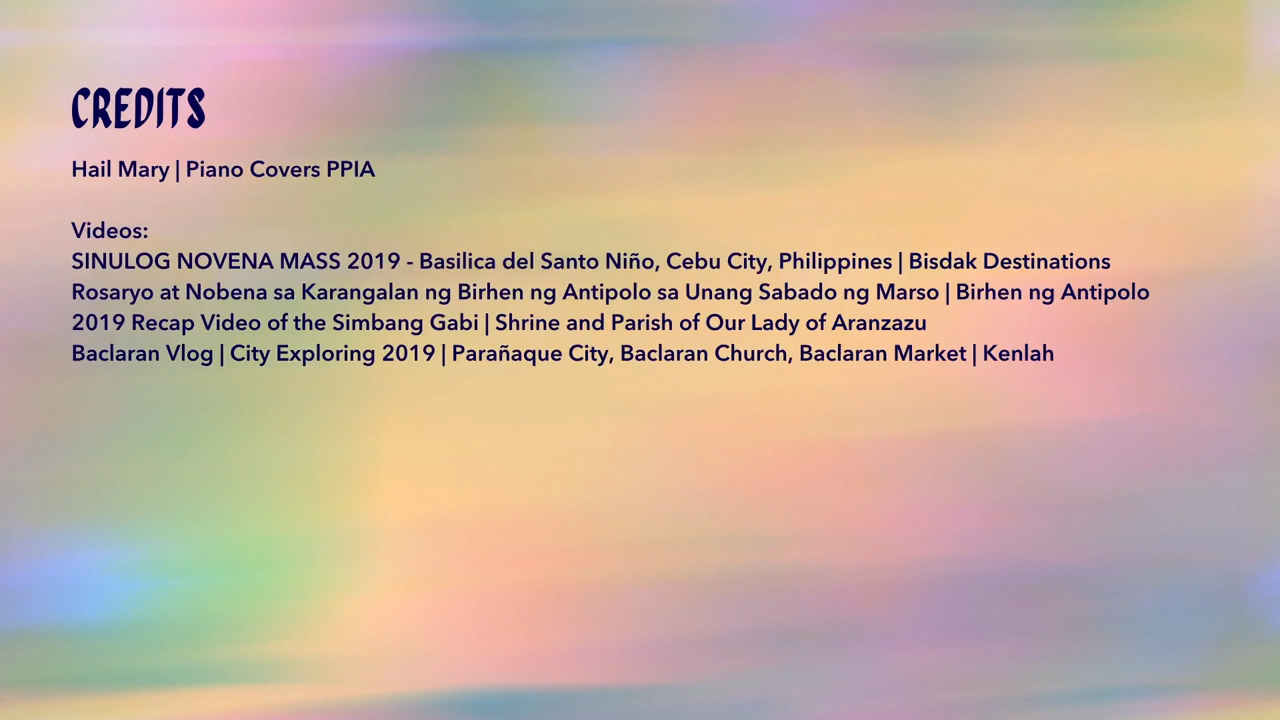 CREDITS
Hail Mary | Piano Covers PPIA
Videos:
SINULOG NOVENA MASS 2019 - Basilica del Santo Niño, Cebu City, Philippines | Bisdak Destinations
Rosaryo at Nobena sa Karangalan ng Birhen ng Antipolo sa Unang Sabado ng Marso | Birhen ng Antipolo
2019 Recap Video of the Simbang Gabi | Shrine and Parish of Our Lady of Aranzazu
Baclaran Vlog | City Exploring 2019 | Parañaque City, Baclaran Church, Baclaran Market | Kenlah